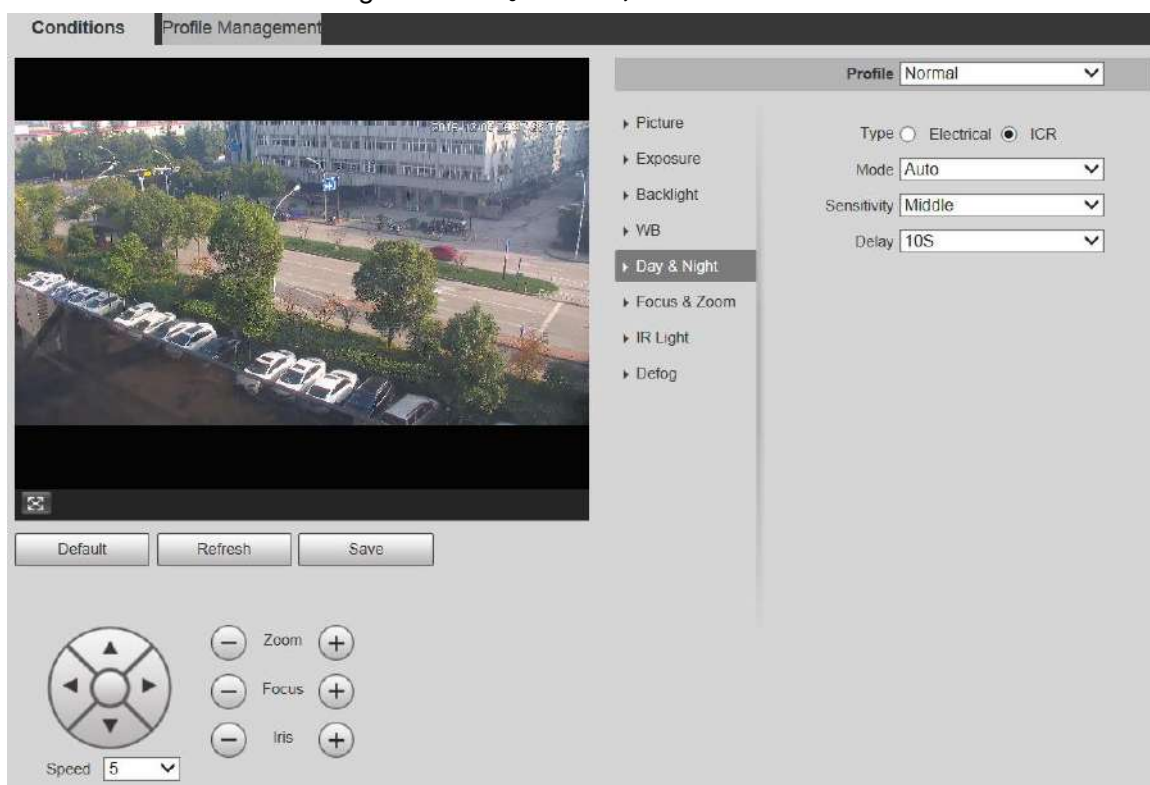 Conditions Profile Management
Profile Normal
Picture
Exposure
Backlight
WB
Day & Night
Focus & Zoom
IR Light
Defog
Type Electrical ICR
Mode Auto
Sensitivity Middle
Delay 10S
Default Refresh Save
Zoom
Focus
Iris
Speed 5